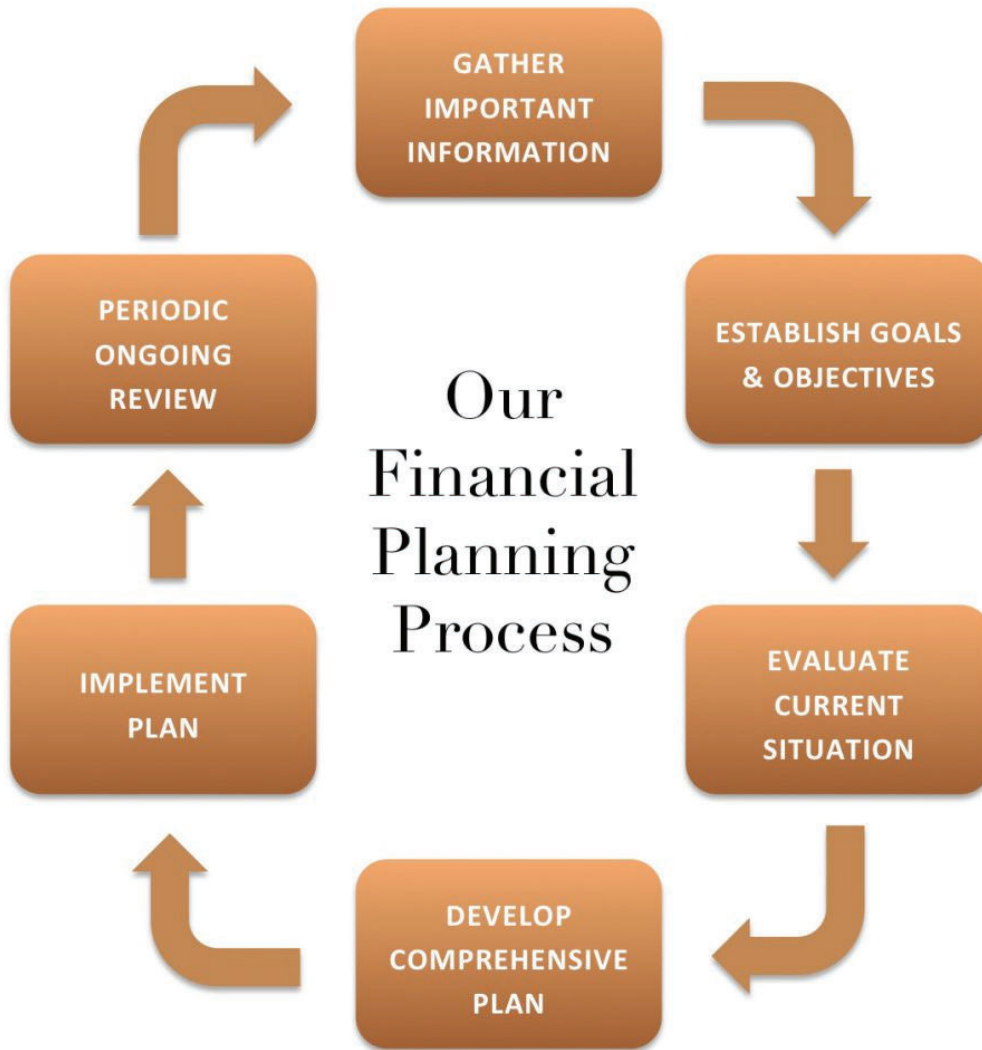 GATHER
IMPORTANT
INFORMATION
ESTABLISH GOALS
& OBJECTIVES
EVALUATE
CURRENT
SITUATION
DEVELOP
COMPREHENSIVE
PLAN
IMPLEMENT
PLAN
PERIODIC
ONGOING
REVIEW
Our
Financial
Planning
Process